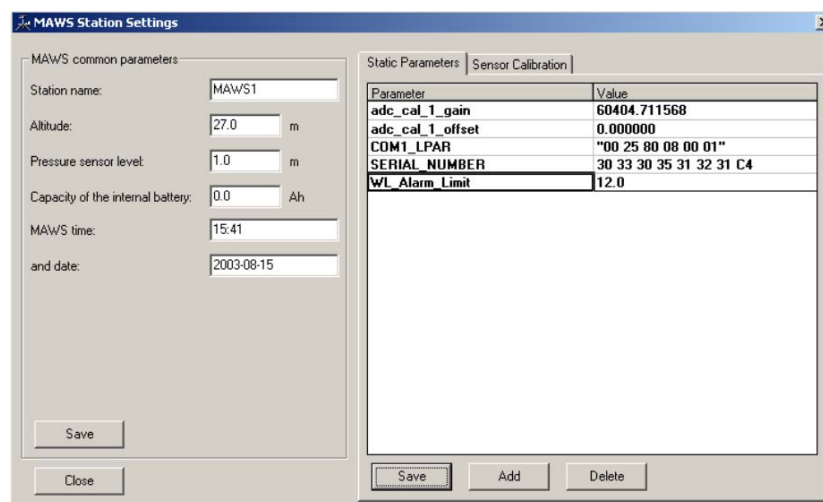 MAWS Station Settings
MAWS common parameters
Station name: MAWS1
Altitude: 27.0 m
Pressure sensor level: 1.0 m
Capacity of the internal battery: 0.0 Ah
MAWS time: 15:41
and date: 2003-08-15
Save
Close
Static Parameters Sensor Calibration
Parameter Value
adc_cal_1_gain 60404.711568
adc_cal_1_offset 0.000000
COM1_LPAR "00 25 80 08 00 01"
SERIAL_NUMBER 30 33 30 35 31 32 31 C4
WL_Alarm_Limit 12.0
Save Add Delete